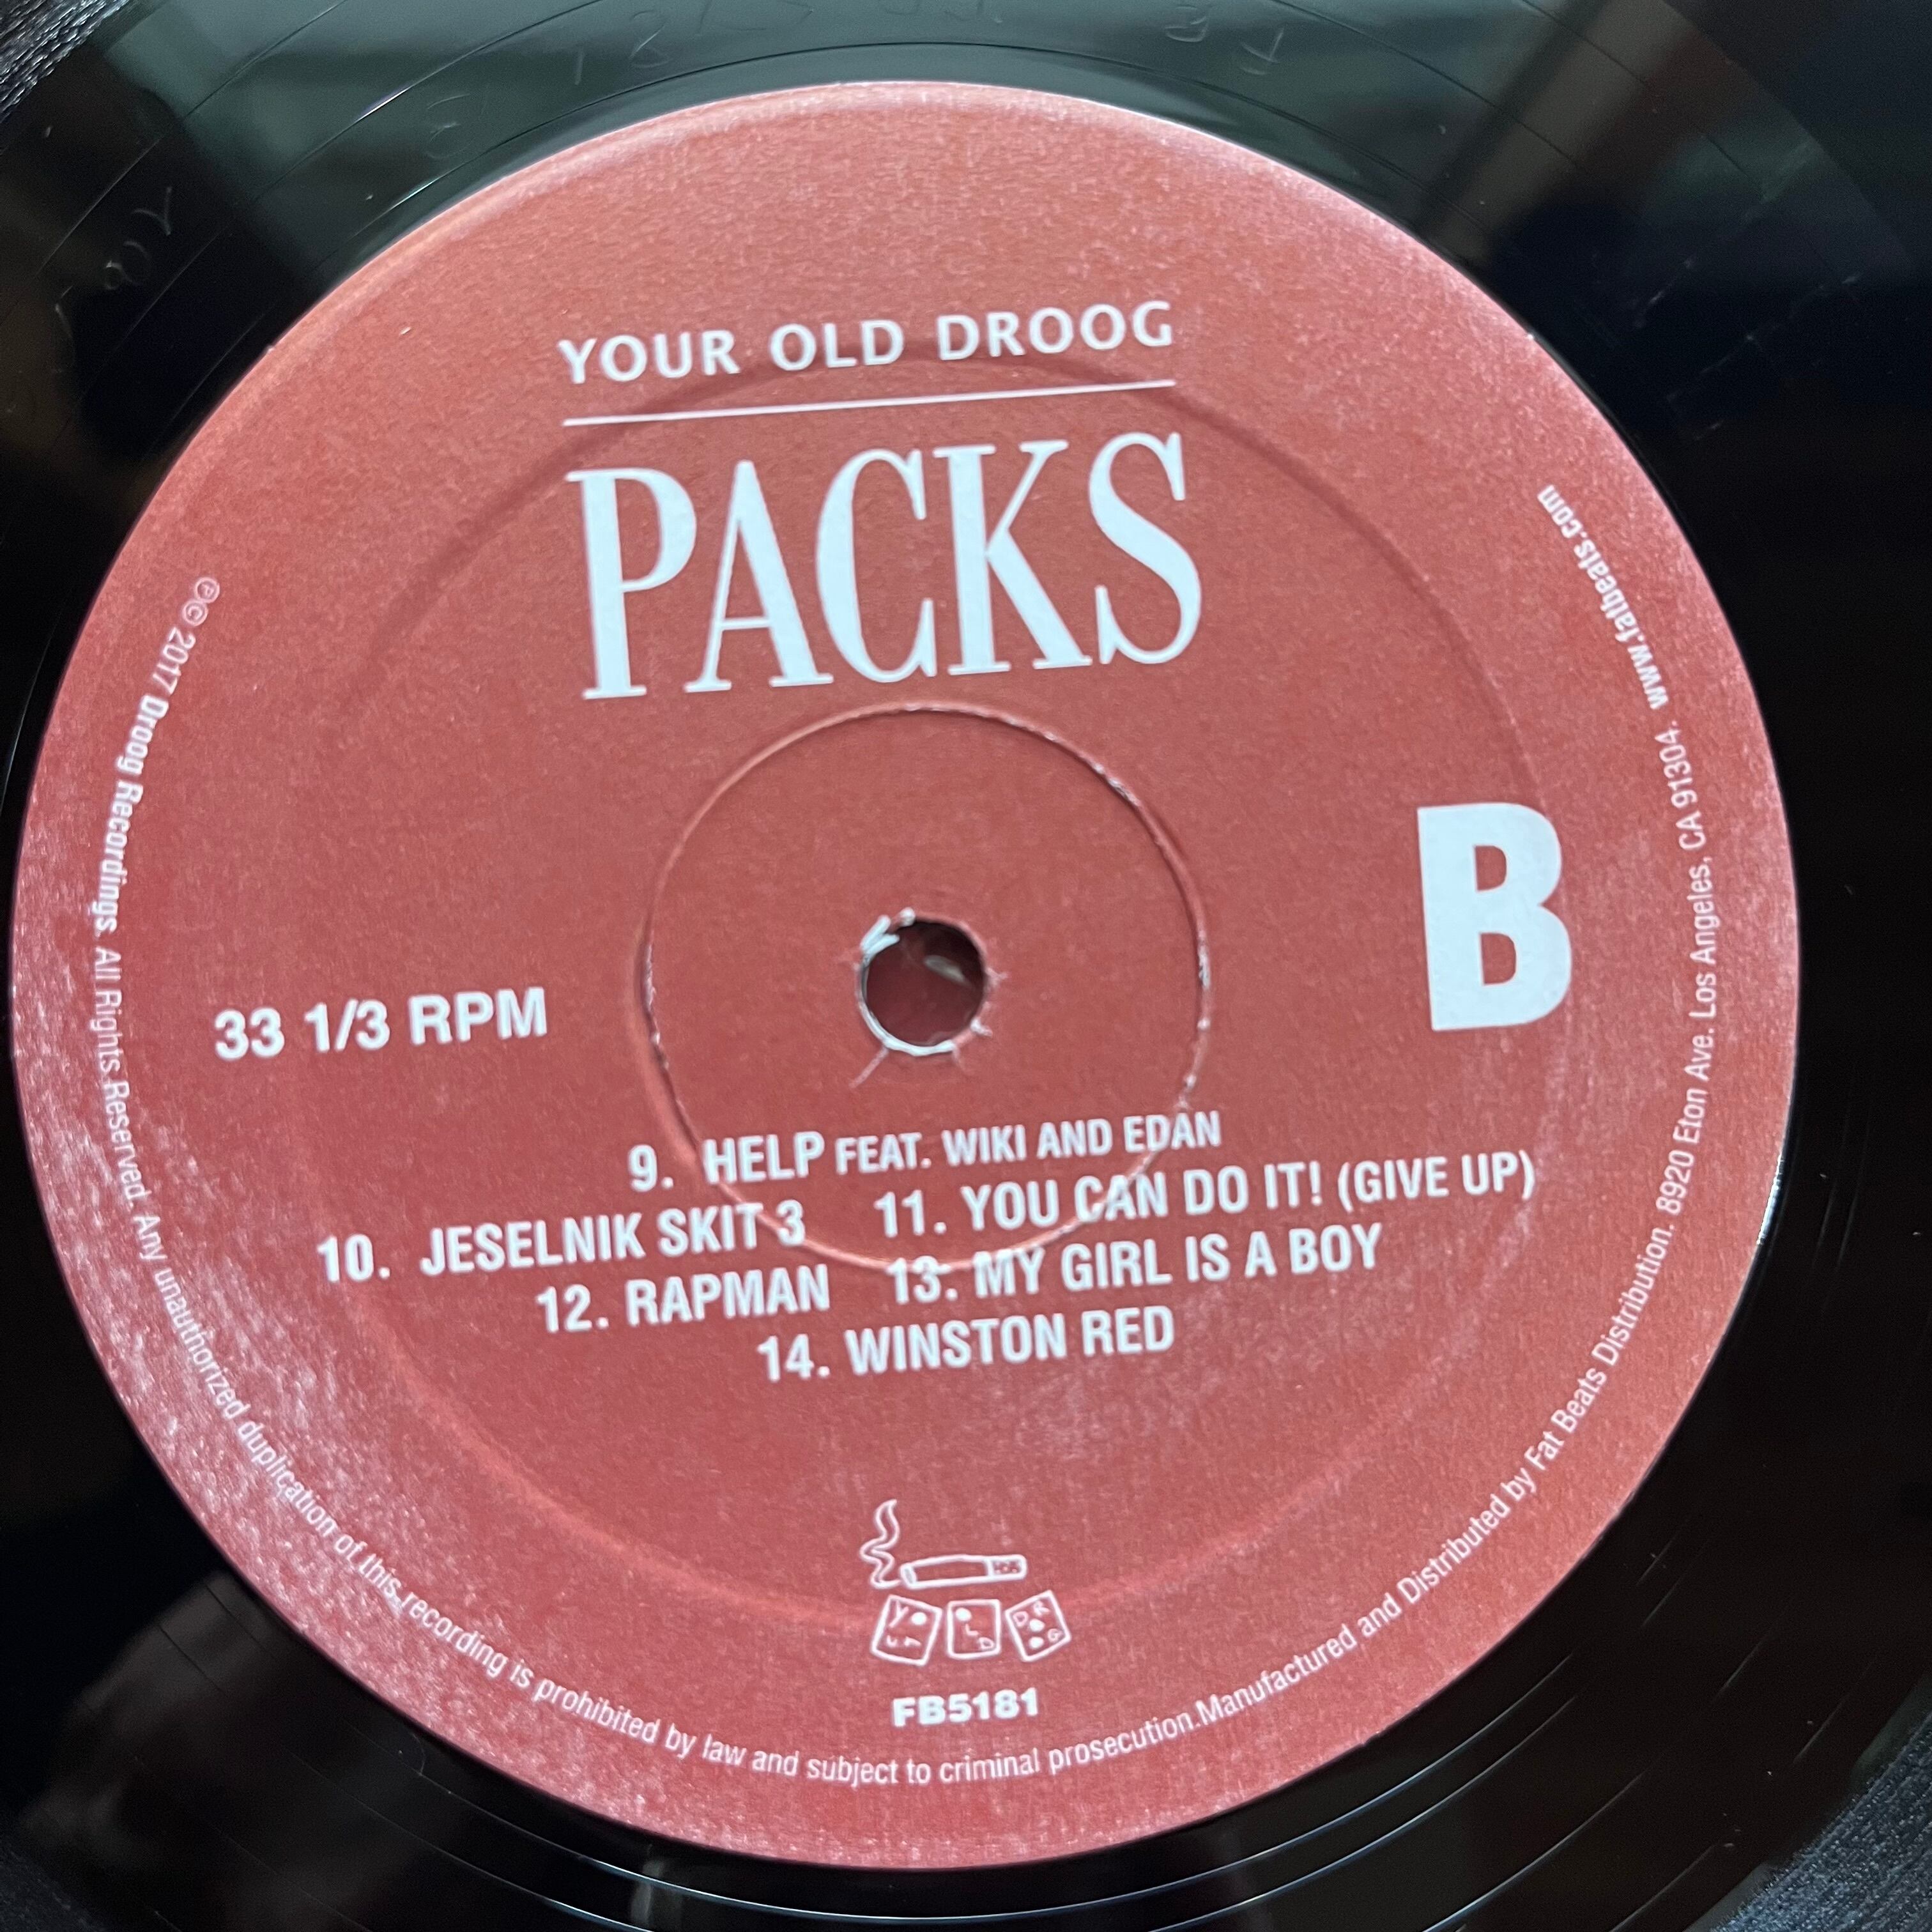 YOUR OLD DROOG
PACKS
B
33 1/3 RPM
9. HELP FEAT. WIKI AND EDAN
10. JESELNIK SKIT 3 11. YOU CAN DO IT! (GIVE UP)
12. RAPMAN 13. MY GIRL IS A BOY
14. WINSTON RED
FB5181
℗© 2017 Droog Recordings. All Rights Reserved. Any unauthorized duplication of this recording is prohibited by law and subject to criminal prosecution. Manufactured and Distributed by Fat Beats Distribution. 8920 Eton Ave. Los Angeles, CA 91304. www.fatbeats.com